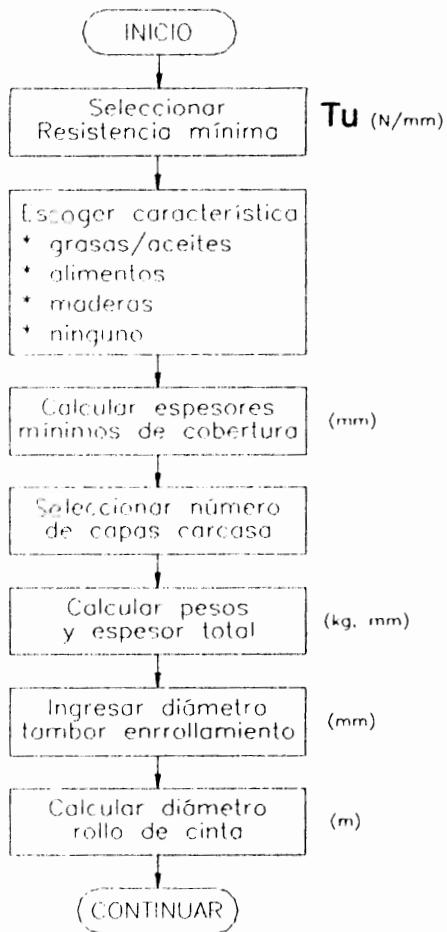 INICIO
Seleccionar
Resistencia mínima
Tu (N/mm)
Escoger característica
* grasas/aceites
* alimentos
* maderas
* ninguno
Calcular espesores
mínimos de cobertura
(mm)
Seleccionar número
de capas carcasa
Calcular pesos
y espesor total
(kg, mm)
Ingresar diámetro
tambor enrrollamiento
(mm)
Calcular diámetro
rollo de cinta
(m)
(CONTINUAR)